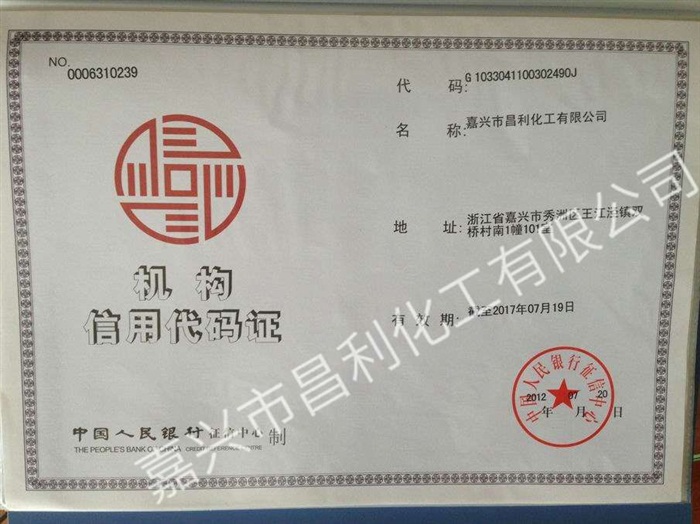 NO.
0006310239
代 码: G1033041100302490J
名 称: 嘉兴市昌利化工有限公司
地 址: 浙江省嘉兴市秀洲区王江泾镇双
桥村南1幢101室
机构
信用代码证
有效期: 截至2017年07月19日
中国人民银行征信中心
2012 07 20
年 月 日
中国人民银行征信中心 制
THE PEOPLE'S BANK OF CHINA CREDIT REFERENCE CENTRE
嘉兴市昌利化工有限公司